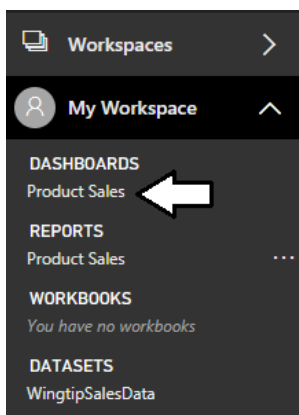 Workspaces
My Workspace
DASHBOARDS
Product Sales
REPORTS
Product Sales
WORKBOOKS
You have no workbooks
DATASETS
WingtipSalesData